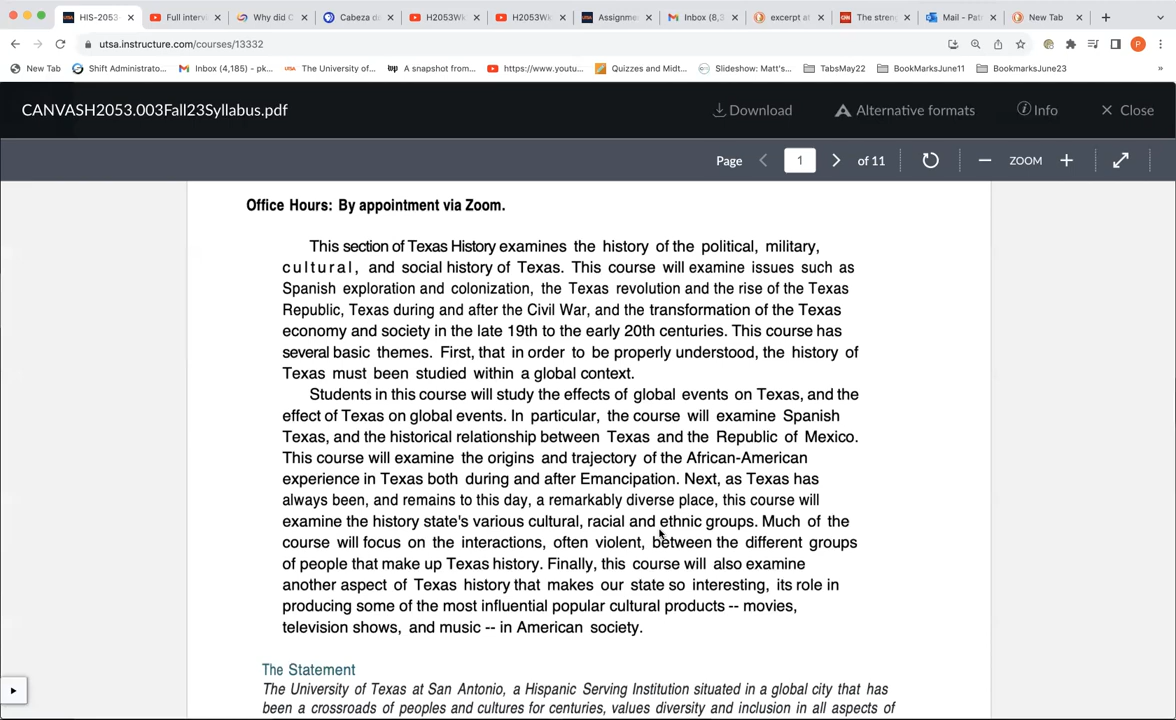 HIS-2053
Full interv
Why did C
Cabeza d
H2053Wk
H2053Wk
Assignme
Inbox (8,
excerpt at
The streng
Mail - Pat
New Tab
utsa.instructure.com/courses/13332
New Tab
Shift Administrato...
Inbox (4,185) - pk...
The University of...
A snapshot from...
https://www.youtu...
Quizzes and Midt...
Slideshow: Matt's...
TabsMay22
BookMarksJune11
BookmarksJune23
CANVASH2053.003Fall23Syllabus.pdf
Download
Alternative formats
Info
Close
Page
1
of 11
ZOOM
Office Hours: By appointment via Zoom.
This section of Texas History examines the history of the political, military,
cultural, and social history of Texas. This course will examine issues such as
Spanish exploration and colonization, the Texas revolution and the rise of the Texas
Republic, Texas during and after the Civil War, and the transformation of the Texas
economy and society in the late 19th to the early 20th centuries. This course has
several basic themes. First, that in order to be properly understood, the history of
Texas must been studied within a global context.
Students in this course will study the effects of global events on Texas, and the
effect of Texas on global events. In particular, the course will examine Spanish
Texas, and the historical relationship between Texas and the Republic of Mexico.
This course will examine the origins and trajectory of the African-American
experience in Texas both during and after Emancipation. Next, as Texas has
always been, and remains to this day, a remarkably diverse place, this course will
examine the history state's various cultural, racial and ethnic groups. Much of the
course will focus on the interactions, often violent, between the different groups
of people that make up Texas history. Finally, this course will also examine
another aspect of Texas history that makes our state so interesting, its role in
producing some of the most influential popular cultural products -- movies,
television shows, and music -- in American society.
The Statement
The University of Texas at San Antonio, a Hispanic Serving Institution situated in a global city that has
been a crossroads of peoples and cultures for centuries, values diversity and inclusion in all aspects of